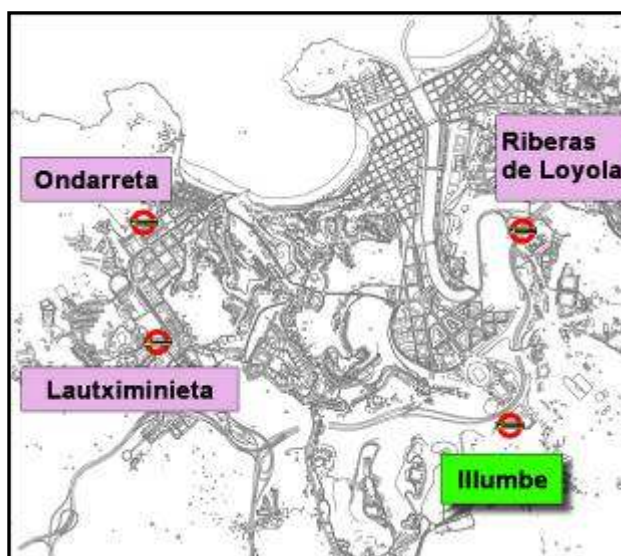 Riberas
de Loyola
Ondarreta
Lautximinieta
Illumbe